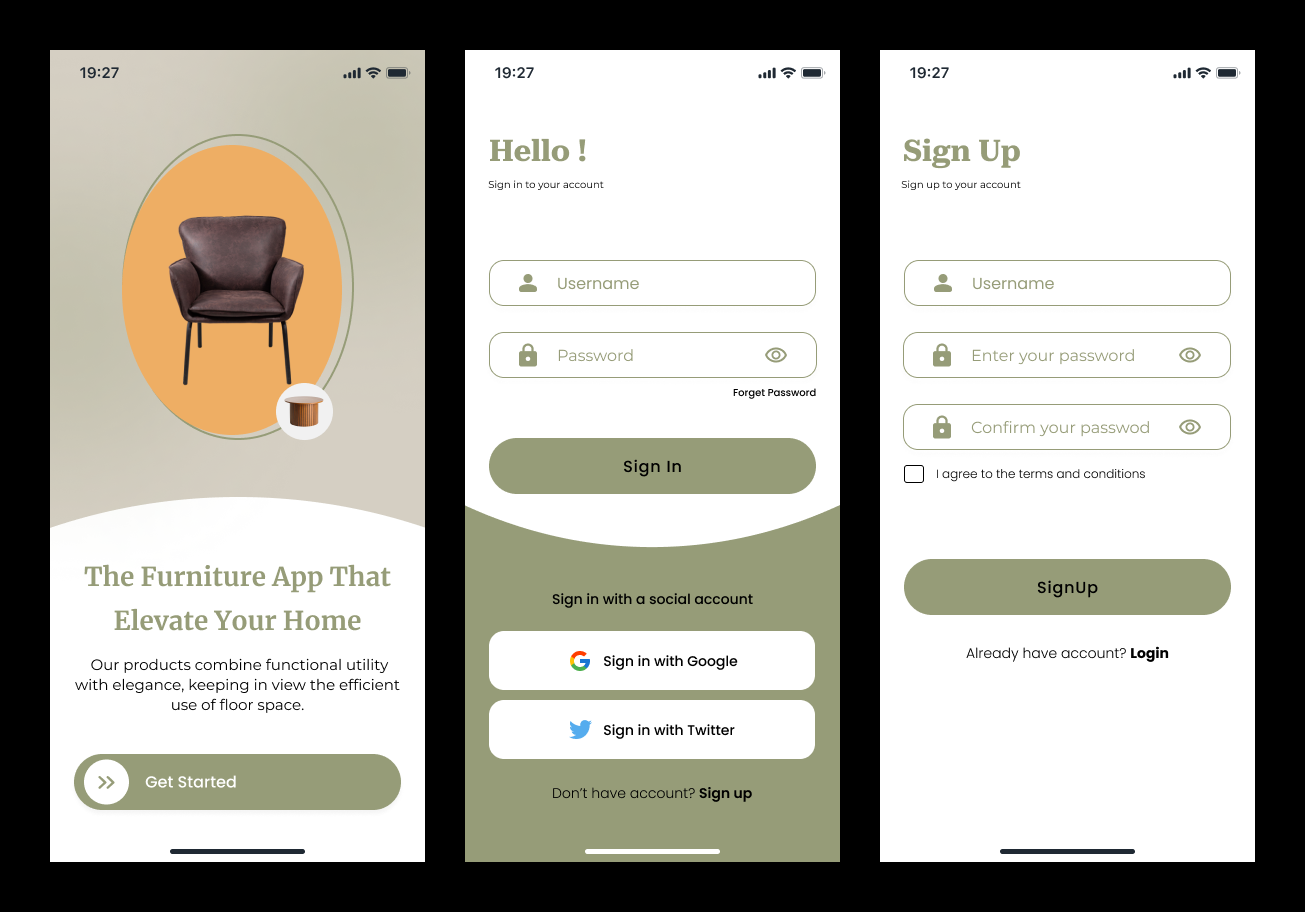 19:27
The Furniture App That
Elevate Your Home
Our products combine functional utility
with elegance, keeping in view the efficient
use of floor space.
Get Started
19:27
Hello !
Sign in to your account
Username
Password
Forget Password
Sign In
Sign in with a social account
Sign in with Google
Sign in with Twitter
Don't have account? Sign up
19:27
Sign Up
Sign up to your account
Username
Enter your password
Confirm your passwod
I agree to the terms and conditions
SignUp
Already have account? Login